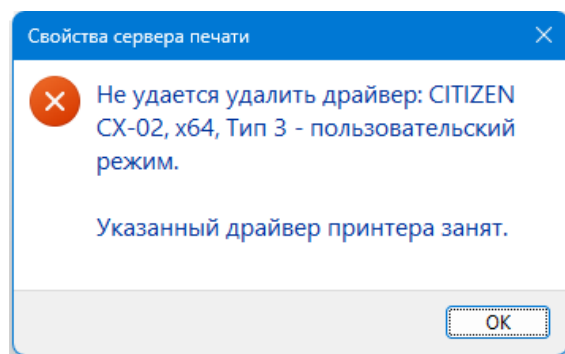 Свойства сервера печати
Не удается удалить драйвер: CITIZEN
CX-02, x64, Тип 3 - пользовательский
режим.
Указанный драйвер принтера занят.
ОК